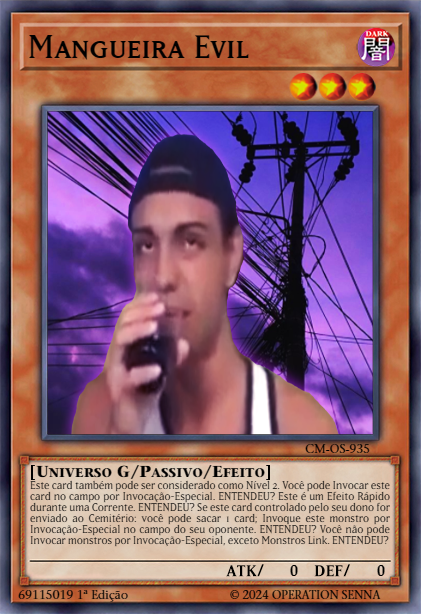 Mangueira Evil
DARK
闇
CM-OS-935
[Universo G/Passivo/Efeito]
Este card também pode ser considerado como Nível 2. Você pode Invocar este
card no campo por Invocação-Especial. ENTENDEU? Este é um Efeito Rápido
durante uma Corrente. ENTENDEU? Se este card controlado pelo seu dono for
enviado ao Cemitério: você pode sacar 1 card; Invoque este monstro por
Invocação-Especial no campo do seu oponente. ENTENDEU? Você não pode
Invocar monstros por Invocação-Especial, exceto Monstros Link. ENTENDEU?
ATK/ 0 DEF/ 0
69115019 1ª Edição © 2024 OPERATION SENNA